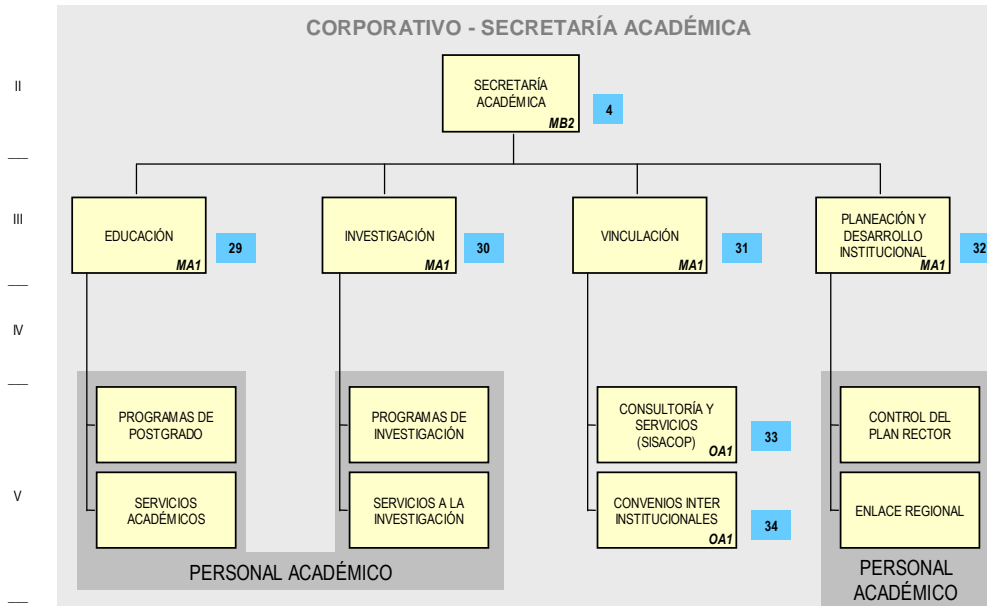 CORPORATIVO - SECRETARÍA ACADÉMICA
II
SECRETARÍA
ACADÉMICA
MB2
4
III
EDUCACIÓN
MA1
29
INVESTIGACIÓN
MA1
30
VINCULACIÓN
MA1
31
PLANEACIÓN Y
DESARROLLO
INSTITUCIONAL
MA1
32
IV
V
PROGRAMAS DE
POSTGRADO
SERVICIOS
ACADÉMICOS
PROGRAMAS DE
INVESTIGACIÓN
SERVICIOS A LA
INVESTIGACIÓN
PERSONAL ACADÉMICO
CONSULTORÍA Y
SERVICIOS
(SISACOP)
OA1
33
CONVENIOS INTER
INSTITUCIONALES
OA1
34
CONTROL DEL
PLAN RECTOR
ENLACE REGIONAL
PERSONAL
ACADÉMICO